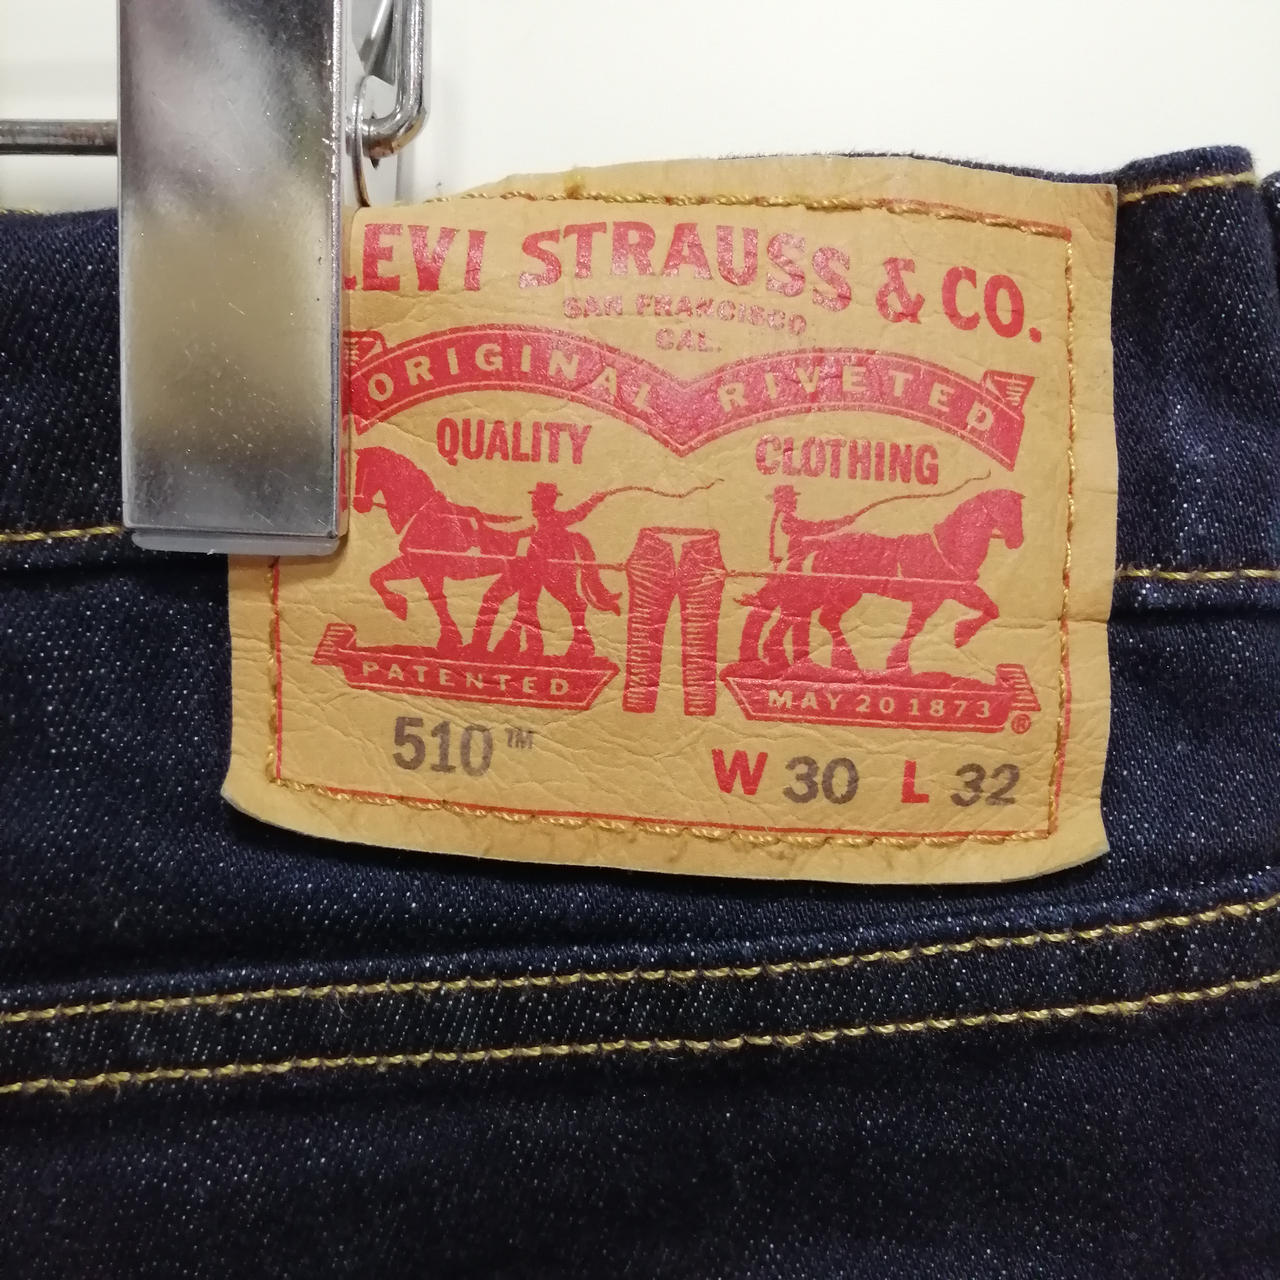 LEVI STRAUSS & CO.
SAN FRANCISCO
CAL.
ORIGINAL RIVETED
QUALITY CLOTHING
PATENTED MAY 20 1873 ®
510™ W 30 L 32